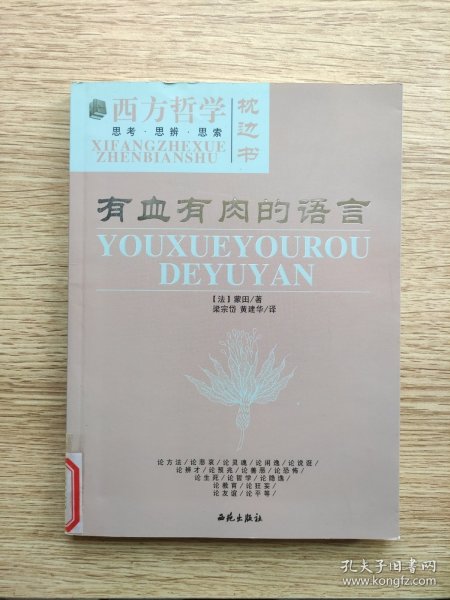 西方哲学
思考·思辨·思索
XIFANGZHEXUE
ZHENBIANSHU
枕边书
有血有肉的语言
YOUXUEYOUROU
DEYUYAN
[法]蒙田/著
梁宗岱 黄建华/译
论方法/论悲哀/论灵魂/论闲逸/论说诳/
论辨才/论预兆/论善恶/论恐怖/
论生死/论哲学/论隐逸/
论教育/论狂妄/
论友谊/论平等/
西苑出版社
孔夫子旧书网
www.kongfz.com